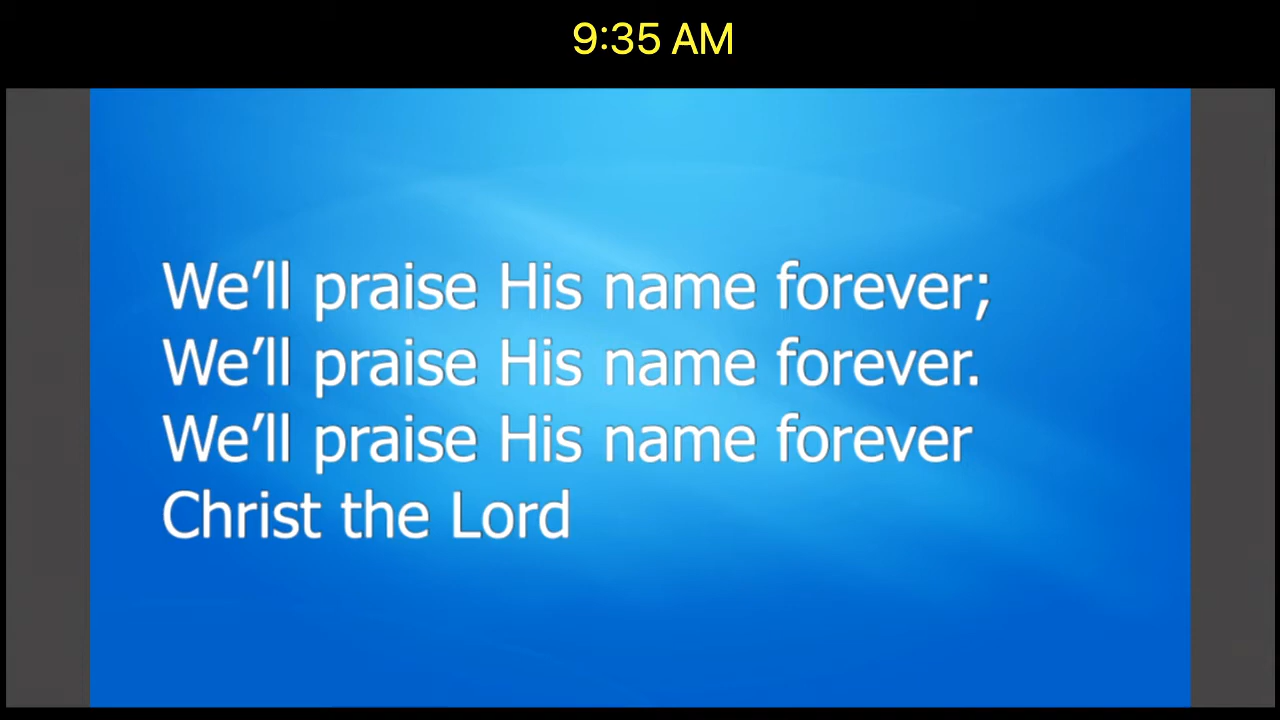 9:35 AM
We’ll praise His name forever;
We’ll praise His name forever.
We’ll praise His name forever
Christ the Lord